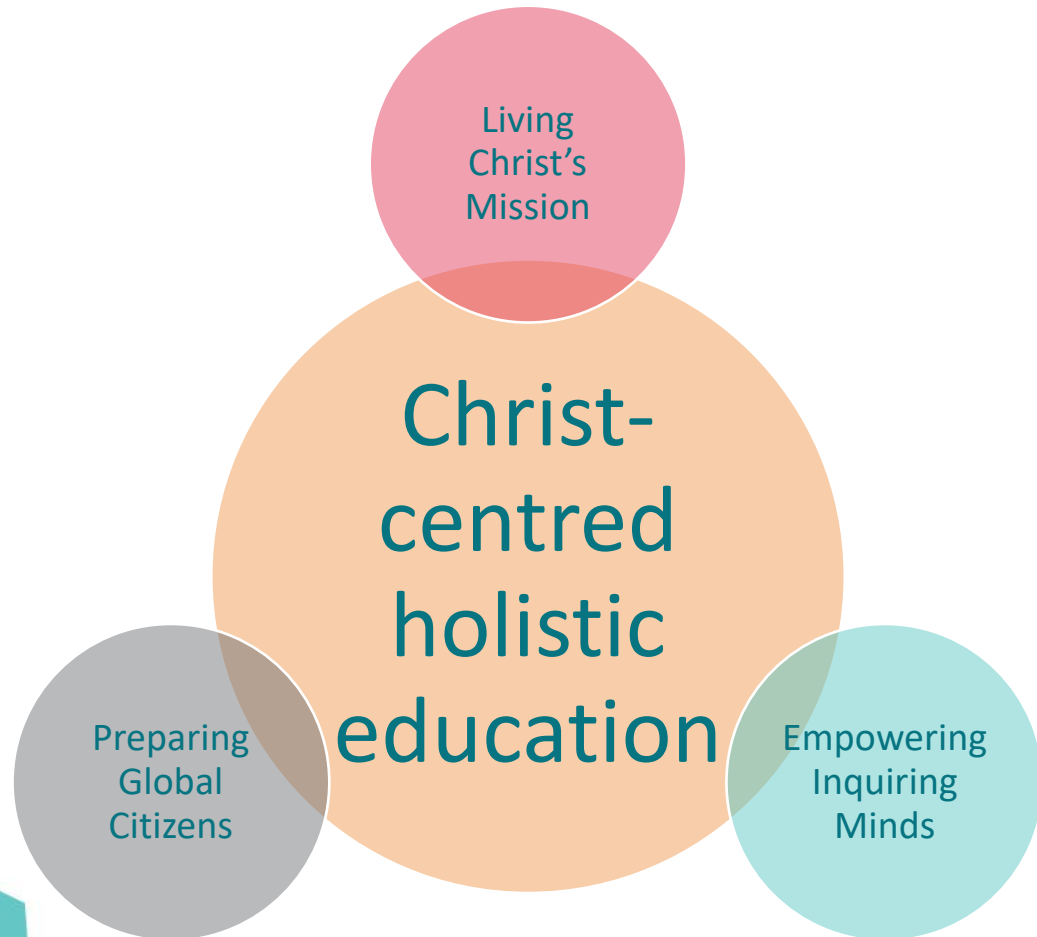 Living
Christ’s
Mission
Christ-
centred
holistic
education
Preparing
Global
Citizens
Empowering
Inquiring
Minds